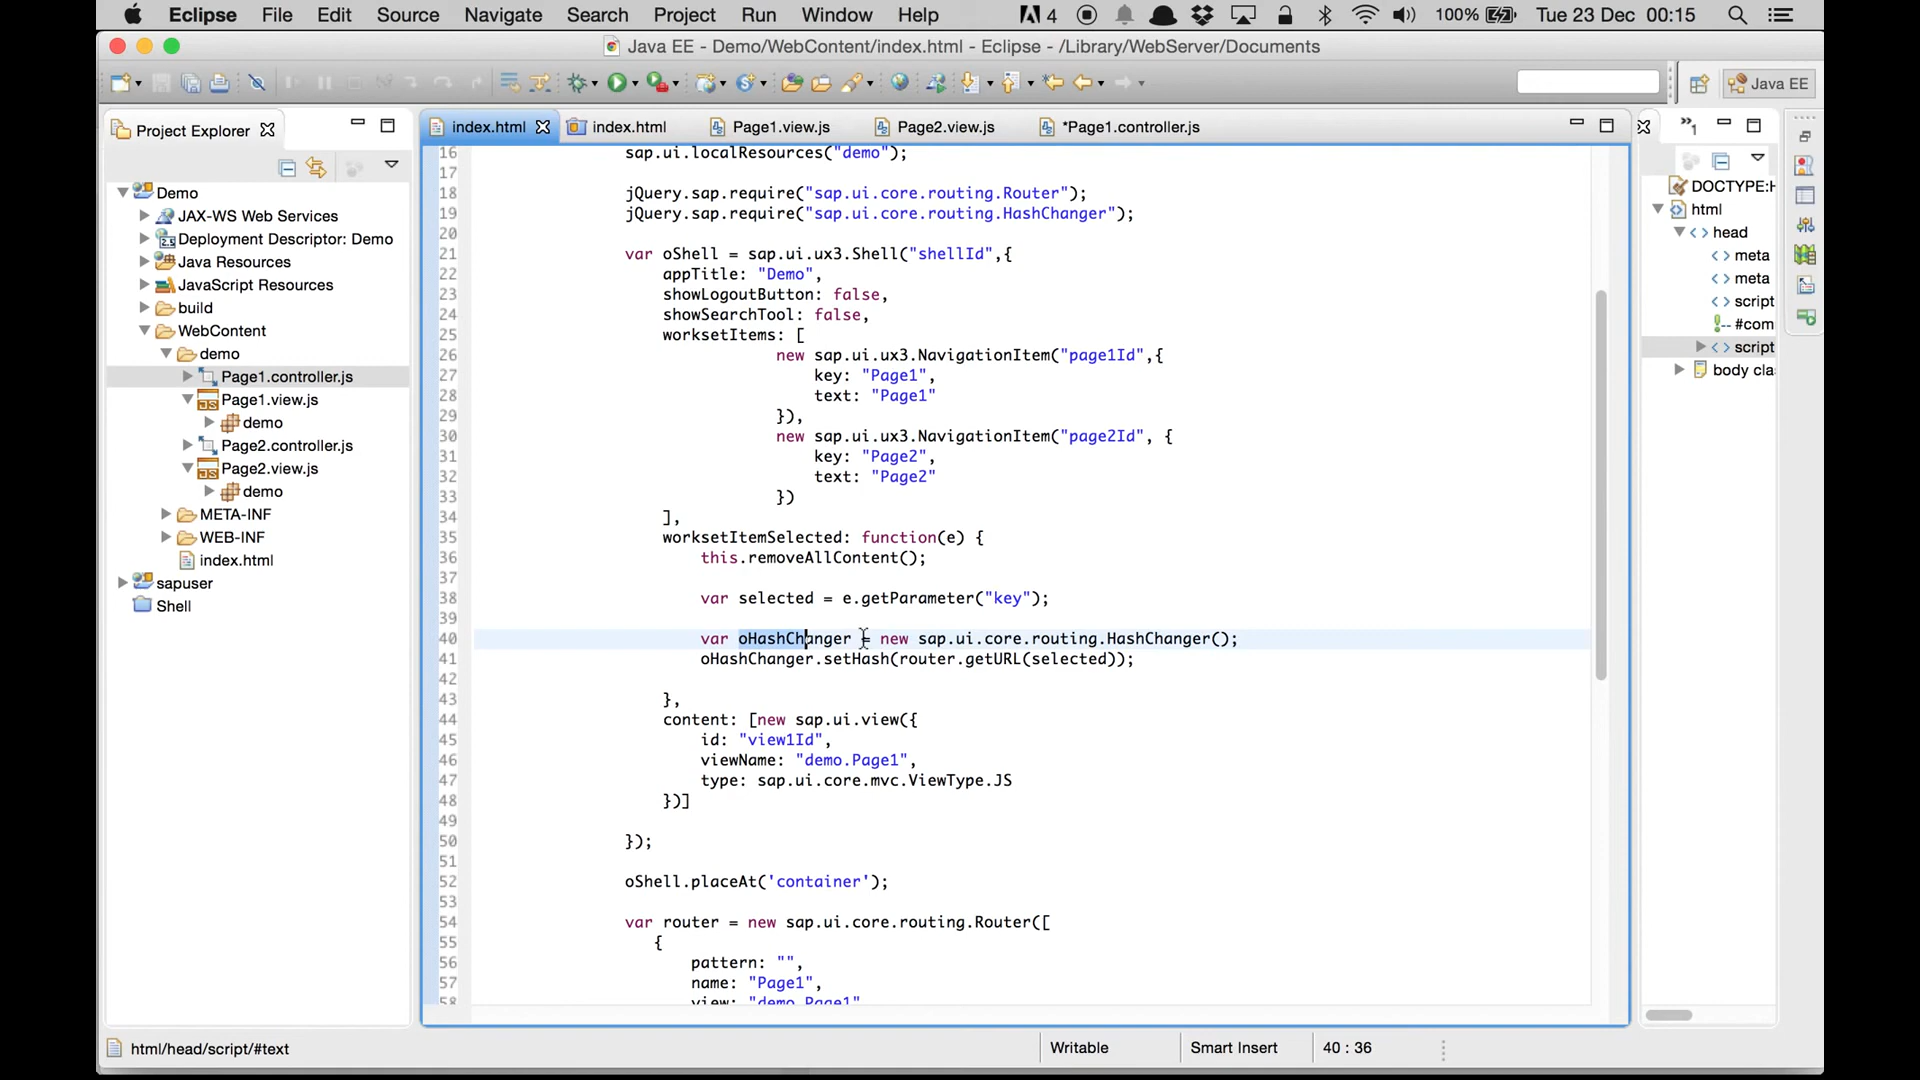 Eclipse File Edit Source Navigate Search Project Run Window Help 4 100% Tue 23 Dec 00:15
Java EE - Demo/WebContent/index.html - Eclipse - /Library/WebServer/Documents
Java EE
Project Explorer
index.html
index.html
Page1.view.js
Page2.view.js
*Page1.controller.js
1
Demo
JAX-WS Web Services
Deployment Descriptor: Demo
Java Resources
JavaScript Resources
build
WebContent
demo
Page1.controller.js
Page1.view.js
demo
Page2.controller.js
Page2.view.js
demo
META-INF
WEB-INF
index.html
sapuser
Shell
16 sap.ui.localResources("demo");
17
18 jQuery.sap.require("sap.ui.core.routing.Router");
19 jQuery.sap.require("sap.ui.core.routing.HashChanger");
20
21 var oShell = sap.ui.ux3.Shell("shellId",{
22 appTitle: "Demo",
23 showLogoutButton: false,
24 showSearchTool: false,
25 worksetItems: [
26 new sap.ui.ux3.NavigationItem("page1Id",{
27 key: "Page1",
28 text: "Page1"
29 }),
30 new sap.ui.ux3.NavigationItem("page2Id", {
31 key: "Page2",
32 text: "Page2"
33 })
34 ],
35 worksetItemSelected: function(e) {
36 this.removeAllContent();
37
38 var selected = e.getParameter("key");
39
40 var oHashChanger = new sap.ui.core.routing.HashChanger();
41 oHashChanger.setHash(router.getURL(selected));
42
43 },
44 content: [new sap.ui.view({
45 id: "view1Id",
46 viewName: "demo.Page1",
47 type: sap.ui.core.mvc.ViewType.JS
48 })]
49
50 });
51
52 oShell.placeAt('container');
53
54 var router = new sap.ui.core.routing.Router([
55 {
56 pattern: "",
57 name: "Page1",
58 view: "demo.Page1"
DOCTYPE:H
html
head
meta
meta
script
#com
script
body cla
html/head/script/#text
Writable
Smart Insert
40 : 36